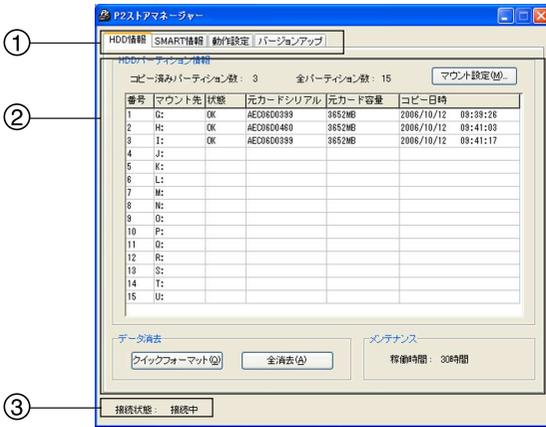 P2ストアマネージャー
① HDD情報 SMART情報 動作設定 バージョンアップ
HDDパーティション情報
コピー済みパーティション数： 3 全パーティション数： 15 マウント設定(M)...
② 番号 マウント先 状態 元カードシリアル 元カード容量 コピー日時
1 G: OK AEC06D0399 3652MB 2006/10/12 09:39:26
2 H: OK AEC06D0460 3652MB 2006/10/12 09:41:03
3 I: OK AEC06D0399 3652MB 2006/10/12 09:41:17
4 J:
5 K:
6 L:
7 M:
8 N:
9 O:
10 P:
11 Q:
12 R:
13 S:
14 T:
15 U:
データ消去 メンテナンス
クイックフォーマット(Q) 全消去(A) 稼働時間： 30時間
③ 接続状態： 接続中